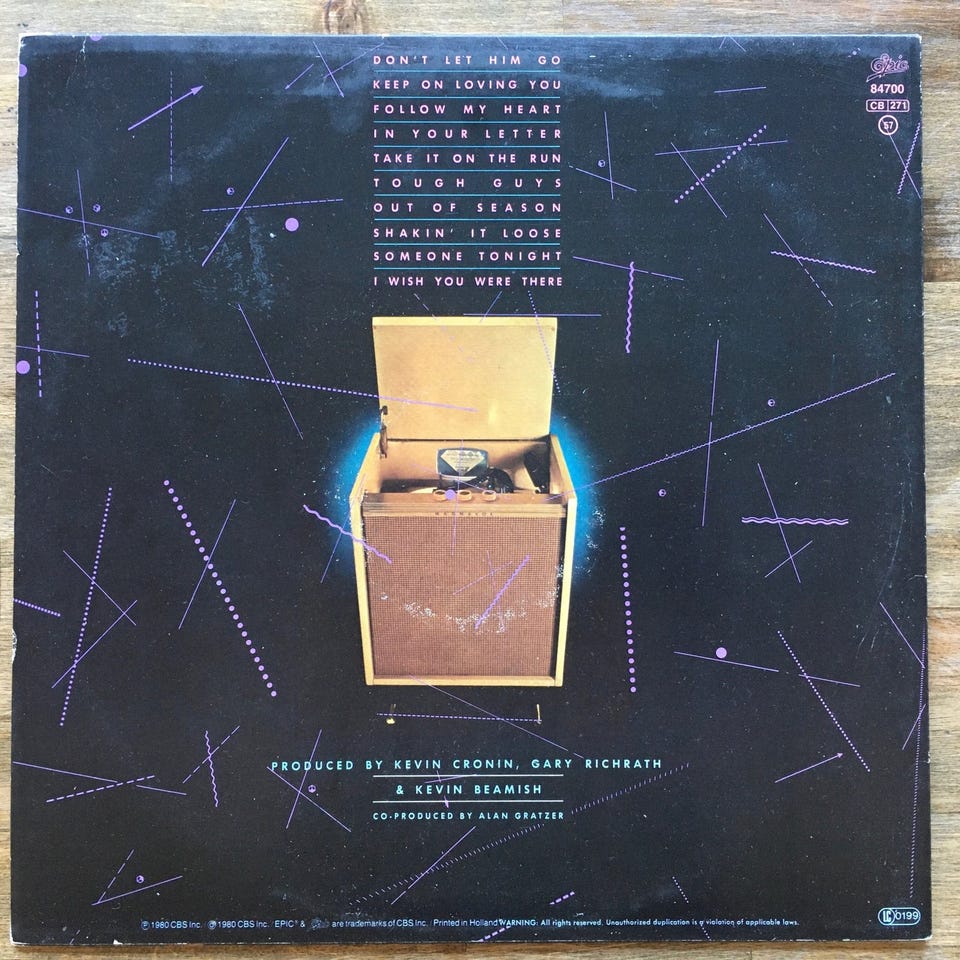 DON'T LET HIM GO
KEEP ON LOVING YOU
FOLLOW MY HEART
IN YOUR LETTER
TAKE IT ON THE RUN
TOUGH GUYS
OUT OF SEASON
SHAKIN' IT LOOSE
SOMEONE TONIGHT
I WISH YOU WERE THERE
Epic
84700
CB 271
57
PRODUCED BY KEVIN CRONIN, GARY RICHRATH
& KEVIN BEAMISH
CO-PRODUCED BY ALAN GRATZER
℗ 1980 CBS Inc. © 1980 CBS Inc. EPIC® & are trademarks of CBS Inc. Printed in Holland WARNING: All rights reserved. Unauthorized duplication is a violation of applicable laws.
LC 0199